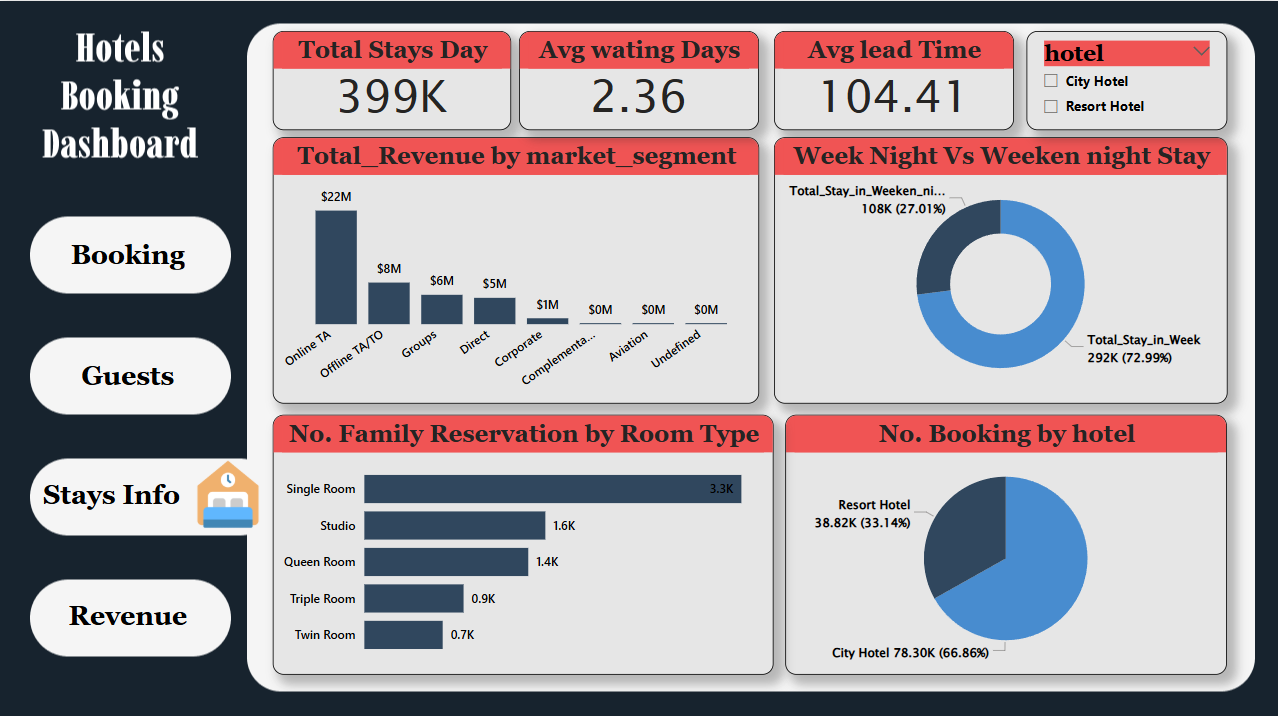 Hotels
Booking
Dashboard
Booking
Guests
Stays Info
Revenue
Total Stays Day
399K
Avg wating Days
2.36
Avg lead Time
104.41
hotel
City Hotel
Resort Hotel
Total_Revenue by market_segment
$22M
$8M
$6M
$5M
$1M
$0M
$0M
$0M
Online TA
Offline TA/TO
Groups
Direct
Corporate
Complementa...
Aviation
Undefined
Week Night Vs Weeken night Stay
Total_Stay_in_Weeken_ni...
108K (27.01%)
Total_Stay_in_Week
292K (72.99%)
No. Family Reservation by Room Type
Single Room 3.3K
Studio 1.6K
Queen Room 1.4K
Triple Room 0.9K
Twin Room 0.7K
No. Booking by hotel
Resort Hotel
38.82K (33.14%)
City Hotel 78.30K (66.86%)